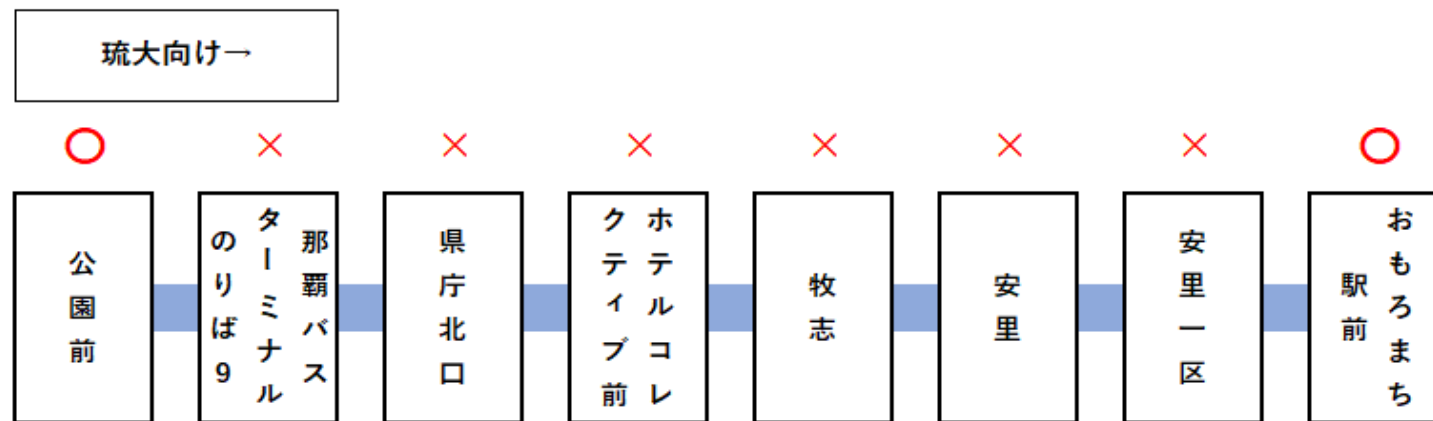 琉大向け→
〇 × × × × × × 〇
公園前
那覇バス
ターミナル
のりば9
県庁北口
ホテルコレ
クティブ前
牧志
安里
安里一区
おもろまち
駅前